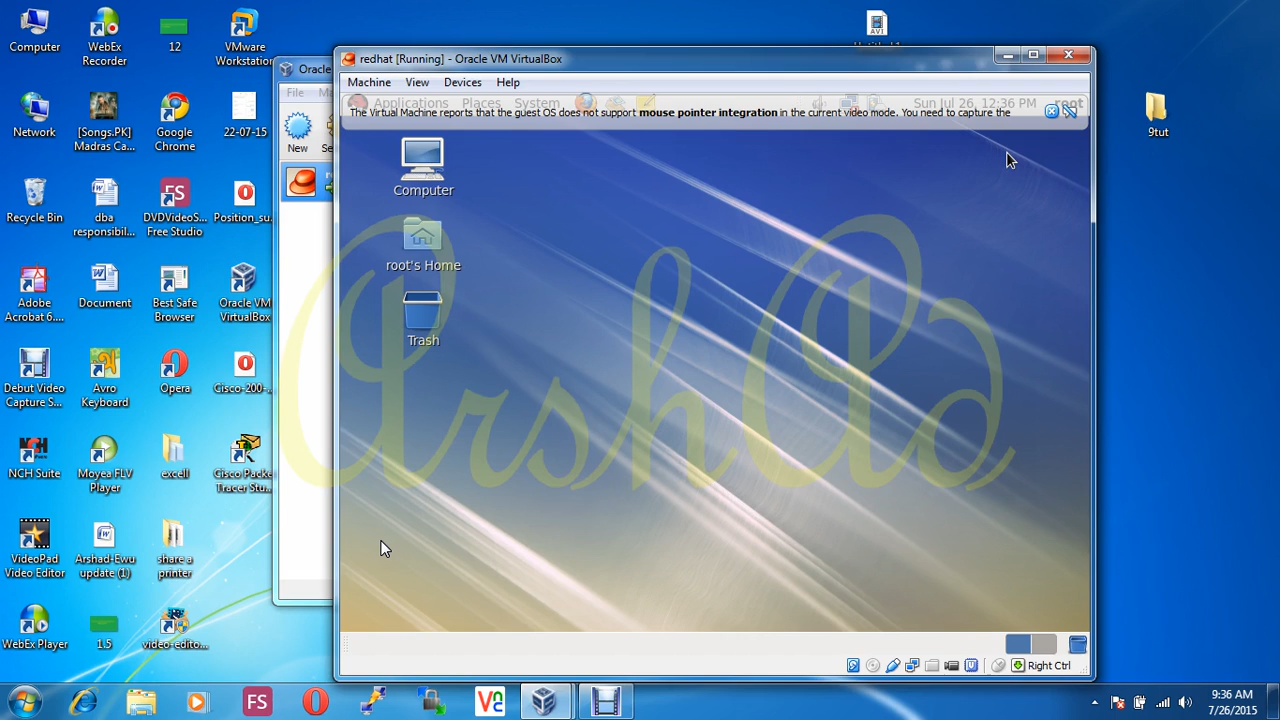 Computer
WebEx Recorder
12
VMware Workstation
Network
[Songs.PK] Madras Ca...
Google Chrome
22-07-15
Recycle Bin
dba responsibil...
DVDVideoS... Free Studio
Position_su...
Adobe Acrobat 6....
Document
Best Safe Browser
Oracle VM VirtualBox
Debut Video Capture S...
Avro Keyboard
Opera
Cisco-200-...
NCH Suite
Moyea FLV Player
excell
Cisco Packet Tracer Stu...
VideoPad Video Editor
Arshad-Ewu update (1)
share a printer
WebEx Player
1.5
video-edito...
AVI
9tut
Oracle
File
New
redhat [Running] - Oracle VM VirtualBox
Machine View Devices Help
Applications Places System
Sun Jul 26, 12:36 PM root
The Virtual Machine reports that the guest OS does not support mouse pointer integration in the current video mode. You need to capture the
Computer
root's Home
Trash
Arshad
Right Ctrl
FS
9:36 AM
7/26/2015